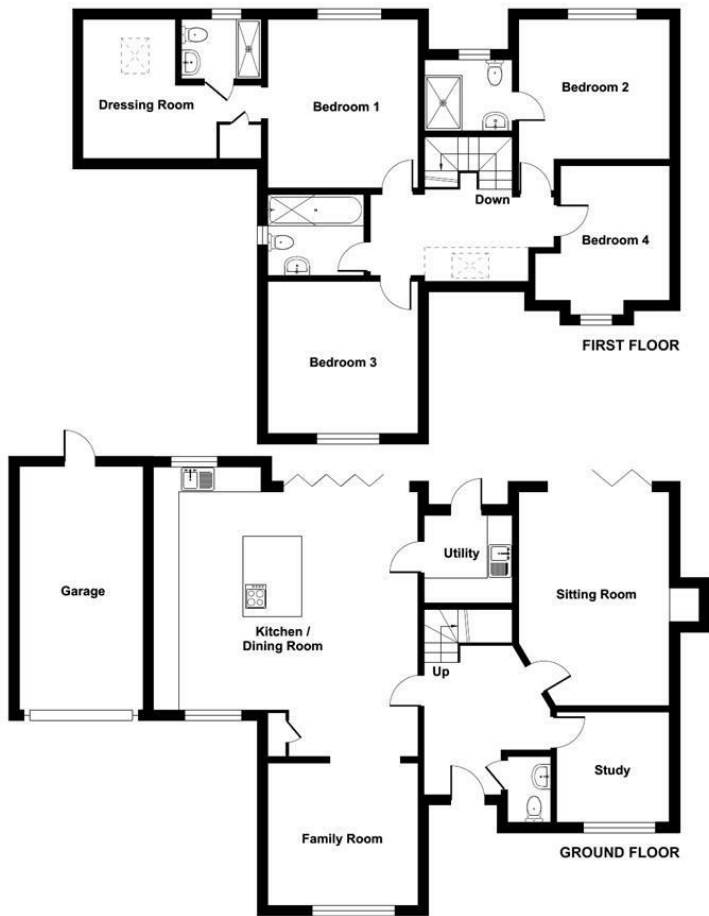 Dressing Room
Bedroom 1
Bedroom 2
Down
Bedroom 4
FIRST FLOOR
Bedroom 3
Garage
Utility
Sitting Room
Kitchen /
Dining Room
Up
Study
Family Room
GROUND FLOOR